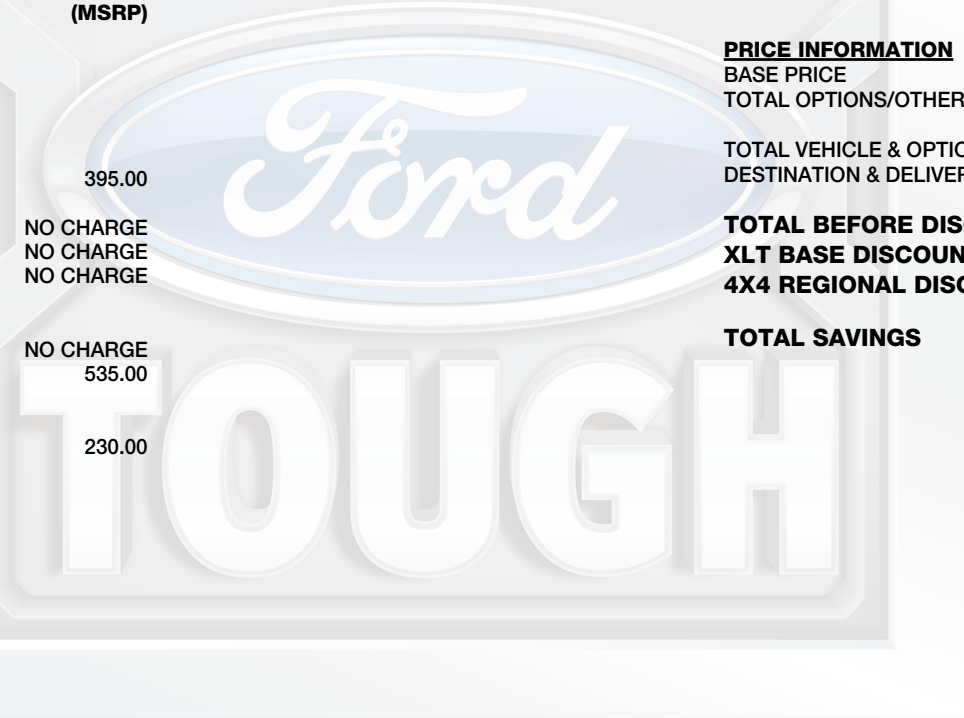 (MSRP)
395.00
NO CHARGE
NO CHARGE
NO CHARGE
NO CHARGE
535.00
230.00
PRICE INFORMATION
BASE PRICE
TOTAL OPTIONS/OTHER
TOTAL VEHICLE & OPTIO
DESTINATION & DELIVER
TOTAL BEFORE DISC
XLT BASE DISCOUN
4X4 REGIONAL DISC
TOTAL SAVINGS
Ford
TOUGH